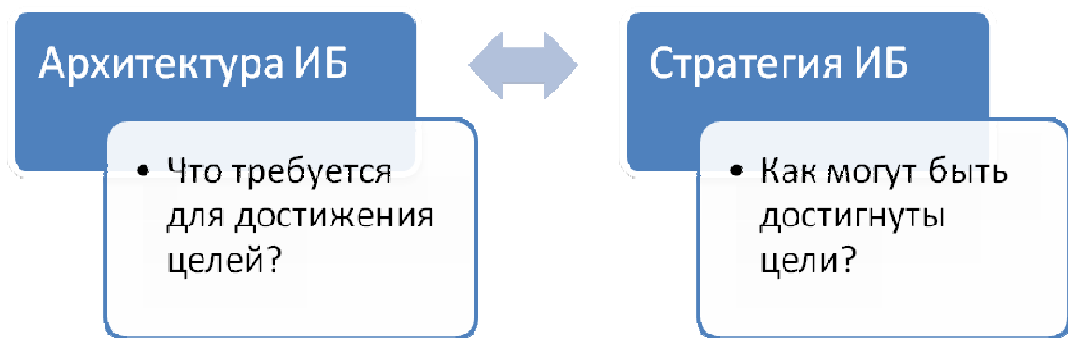 Архитектура ИБ
• Что требуется
для достижения
целей?
Стратегия ИБ
• Как могут быть
достигнуты
цели?